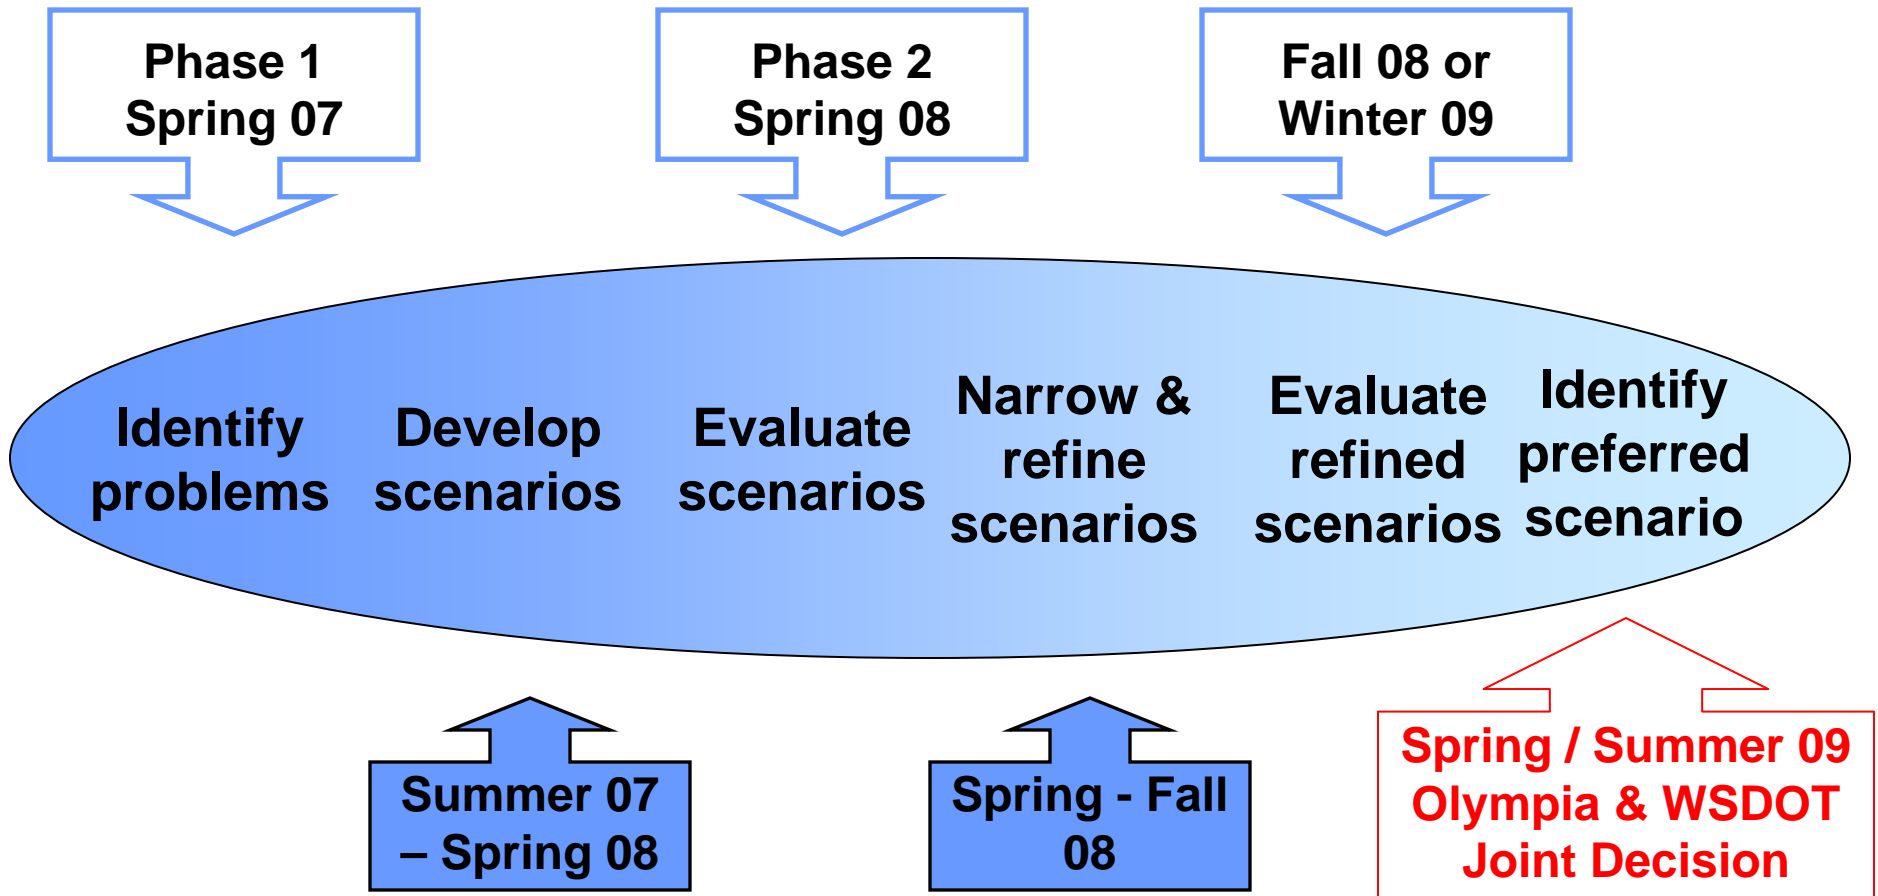 Phase 1
Spring 07
Phase 2
Spring 08
Fall 08 or
Winter 09
Identify
problems
Develop
scenarios
Evaluate
scenarios
Narrow &
refine
scenarios
Evaluate
refined
scenarios
Identify
preferred
scenario
Summer 07
– Spring 08
Spring - Fall
08
Spring / Summer 09
Olympia & WSDOT
Joint Decision